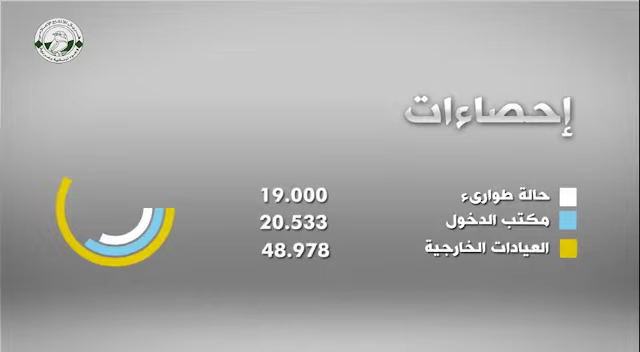 إحصاءات
حالة طوارىء 19.000
مكتب الدخول 20.533
العيادات الخارجية 48.978